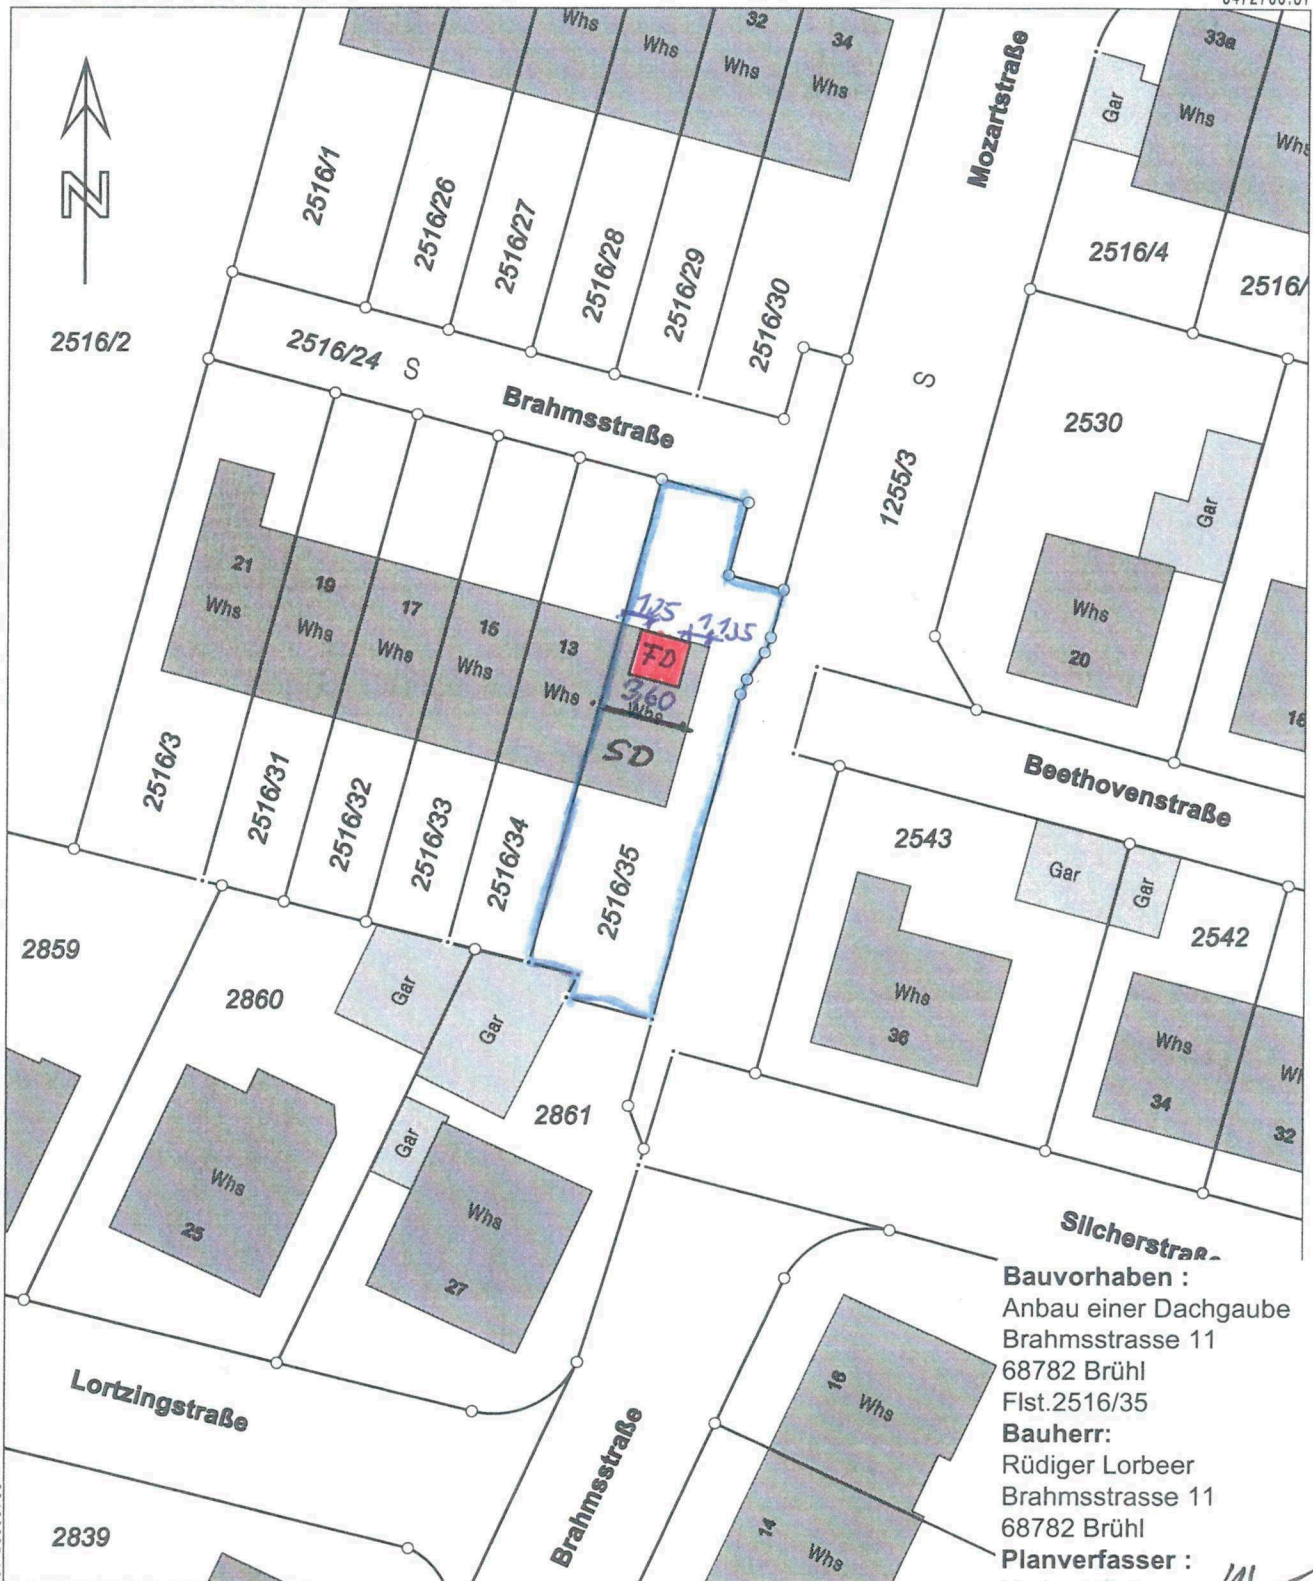 Whs
Whs
32
Whs
34
Whs
Mozartstraße
Gar
33a
Whs
Whs
N
2516/1
2516/26
2516/27
2516/28
2516/29
2516/30
2516/4
2516/
2516/2
2516/24
S
Brahmsstraße
S
1255/3
2530
Gar
21
Whs
19
Whs
17
Whs
15
Whs
13
Whs
1,25
1,135
FD
3,60
Whs
SD
Whs
20
18
2516/3
2516/31
2516/32
2516/33
2516/34
2516/35
Beethovenstraße
2543
Gar
Gar
2542
2859
2860
Gar
Gar
2861
Gar
Whs
36
Whs
34
32
Whs
25
Whs
27
Silcherstraße
Lortzingstraße
Brahmsstraße
16
Whs
14
Whs
2839
Bauvorhaben :
Anbau einer Dachgaube
Brahmsstrasse 11
68782 Brühl
Flst.2516/35
Bauherr:
Rüdiger Lorbeer
Brahmsstrasse 11
68782 Brühl
Planverfasser :